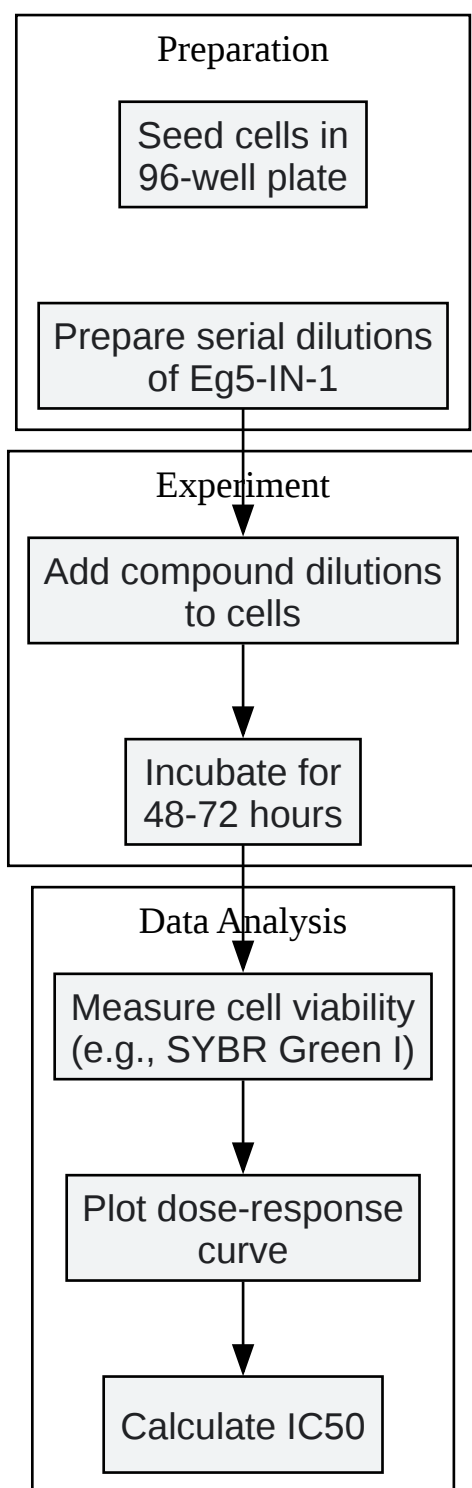 Preparation
Seed cells in
96-well plate
Prepare serial dilutions
of Eg5-IN-1
Experiment
Add compound dilutions
to cells
Incubate for
48-72 hours
Data Analysis
Measure cell viability
(e.g., SYBR Green I)
Plot dose-response
curve
Calculate IC50